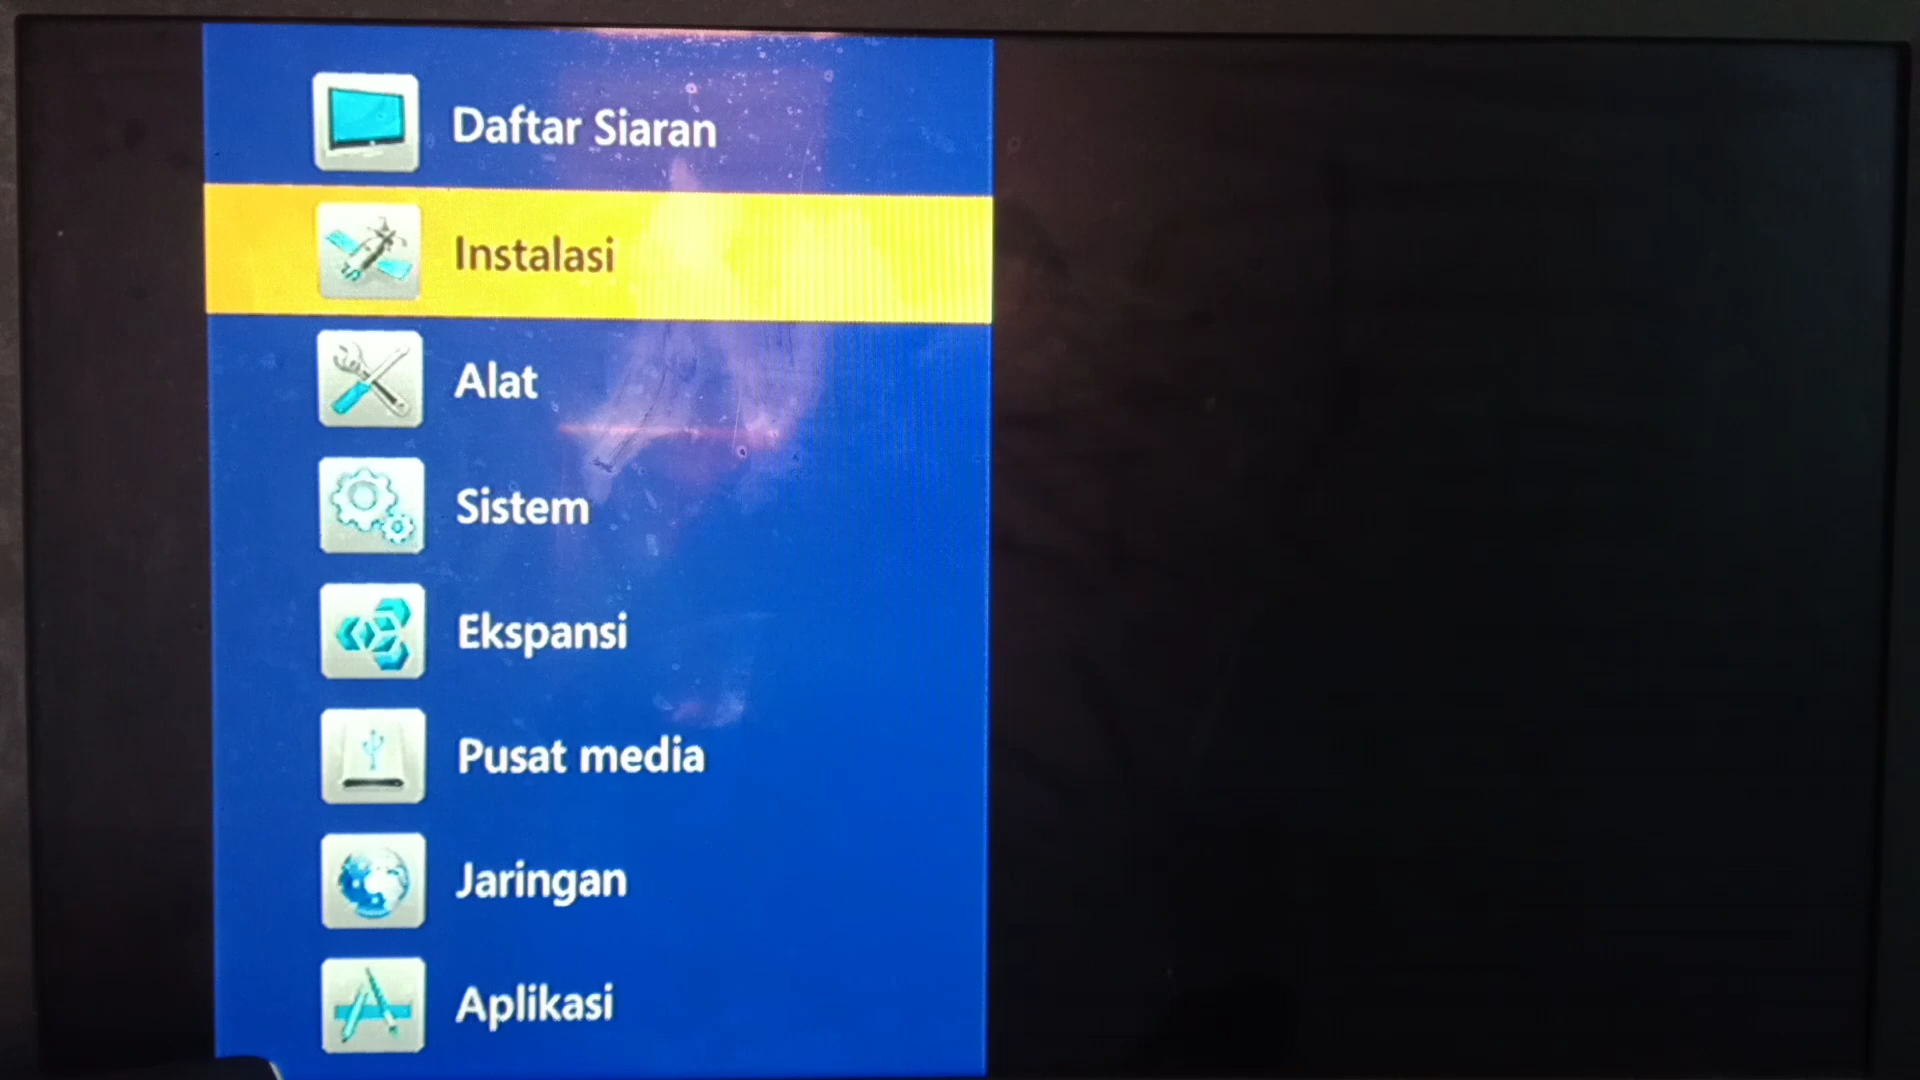 Daftar Siaran
Instalasi
Alat
Sistem
Ekspansi
Pusat media
Jaringan
Aplikasi